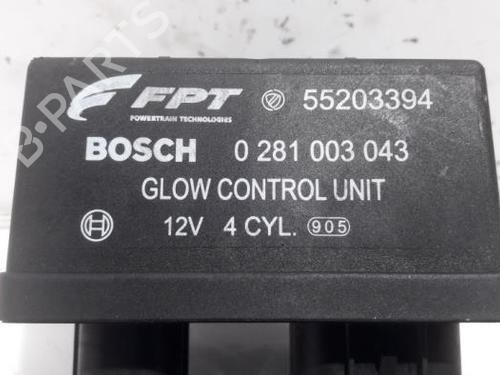 FPT 55203394
POWERTRAIN TECHNOLOGIES
BOSCH 0 281 003 043
GLOW CONTROL UNIT
12V 4 CYL. 905
B-PARTS